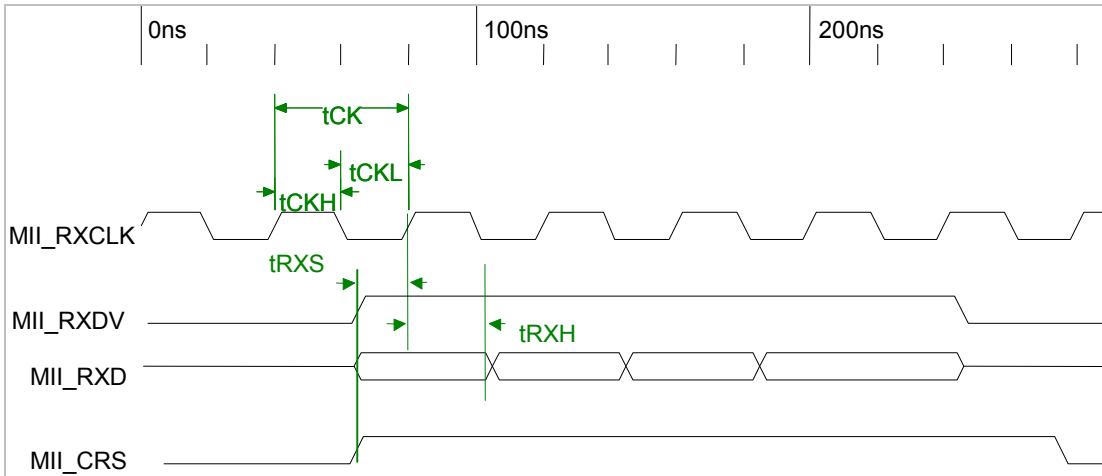 0ns 100ns 200ns
tCK
tCKL
tCKH
MII_RXCLK
tRXS
MII_RXDV
tRXH
MII_RXD
MII_CRS